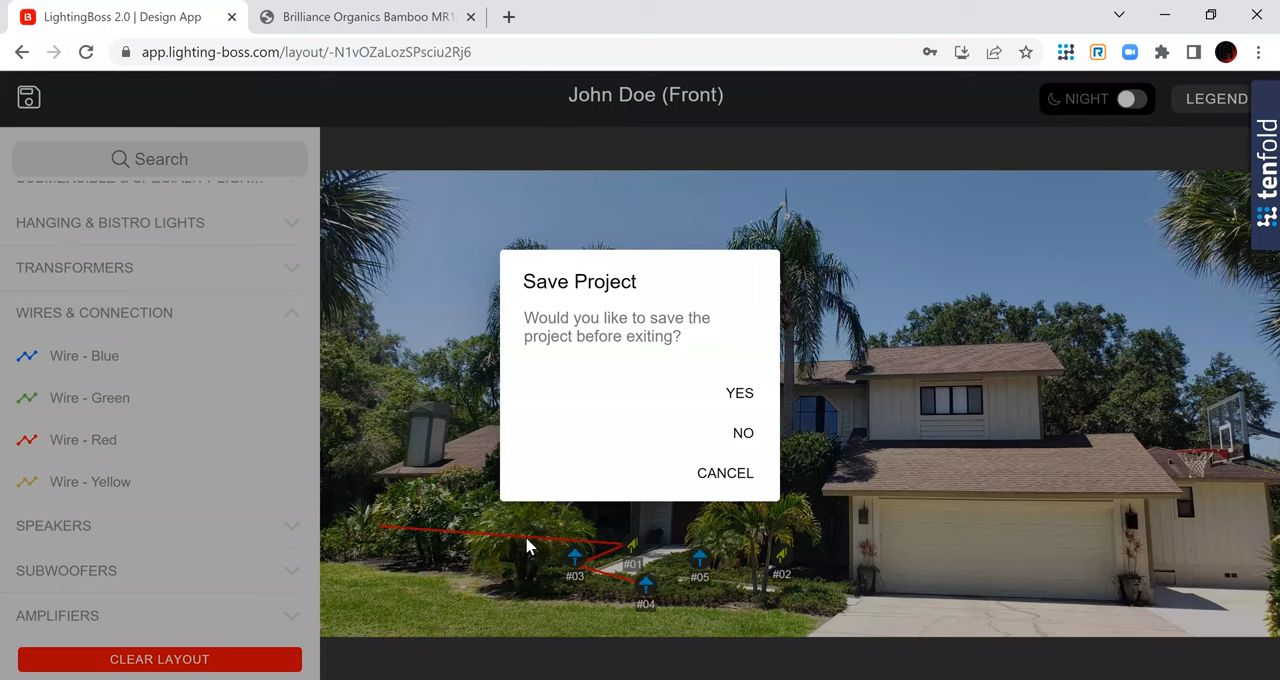 LightingBoss 2.0 | Design App
Brilliance Organics Bamboo MR1
app.lighting-boss.com/layout/-N1vOZaLozSPsciu2Rj6
John Doe (Front)
NIGHT
LEGEND
tenfold
Search
HANGING & BISTRO LIGHTS
TRANSFORMERS
WIRES & CONNECTION
Wire - Blue
Wire - Green
Wire - Red
Wire - Yellow
SPEAKERS
SUBWOOFERS
AMPLIFIERS
CLEAR LAYOUT
Save Project
Would you like to save the
project before exiting?
YES
NO
CANCEL
#01
#03
#05
#02
#04